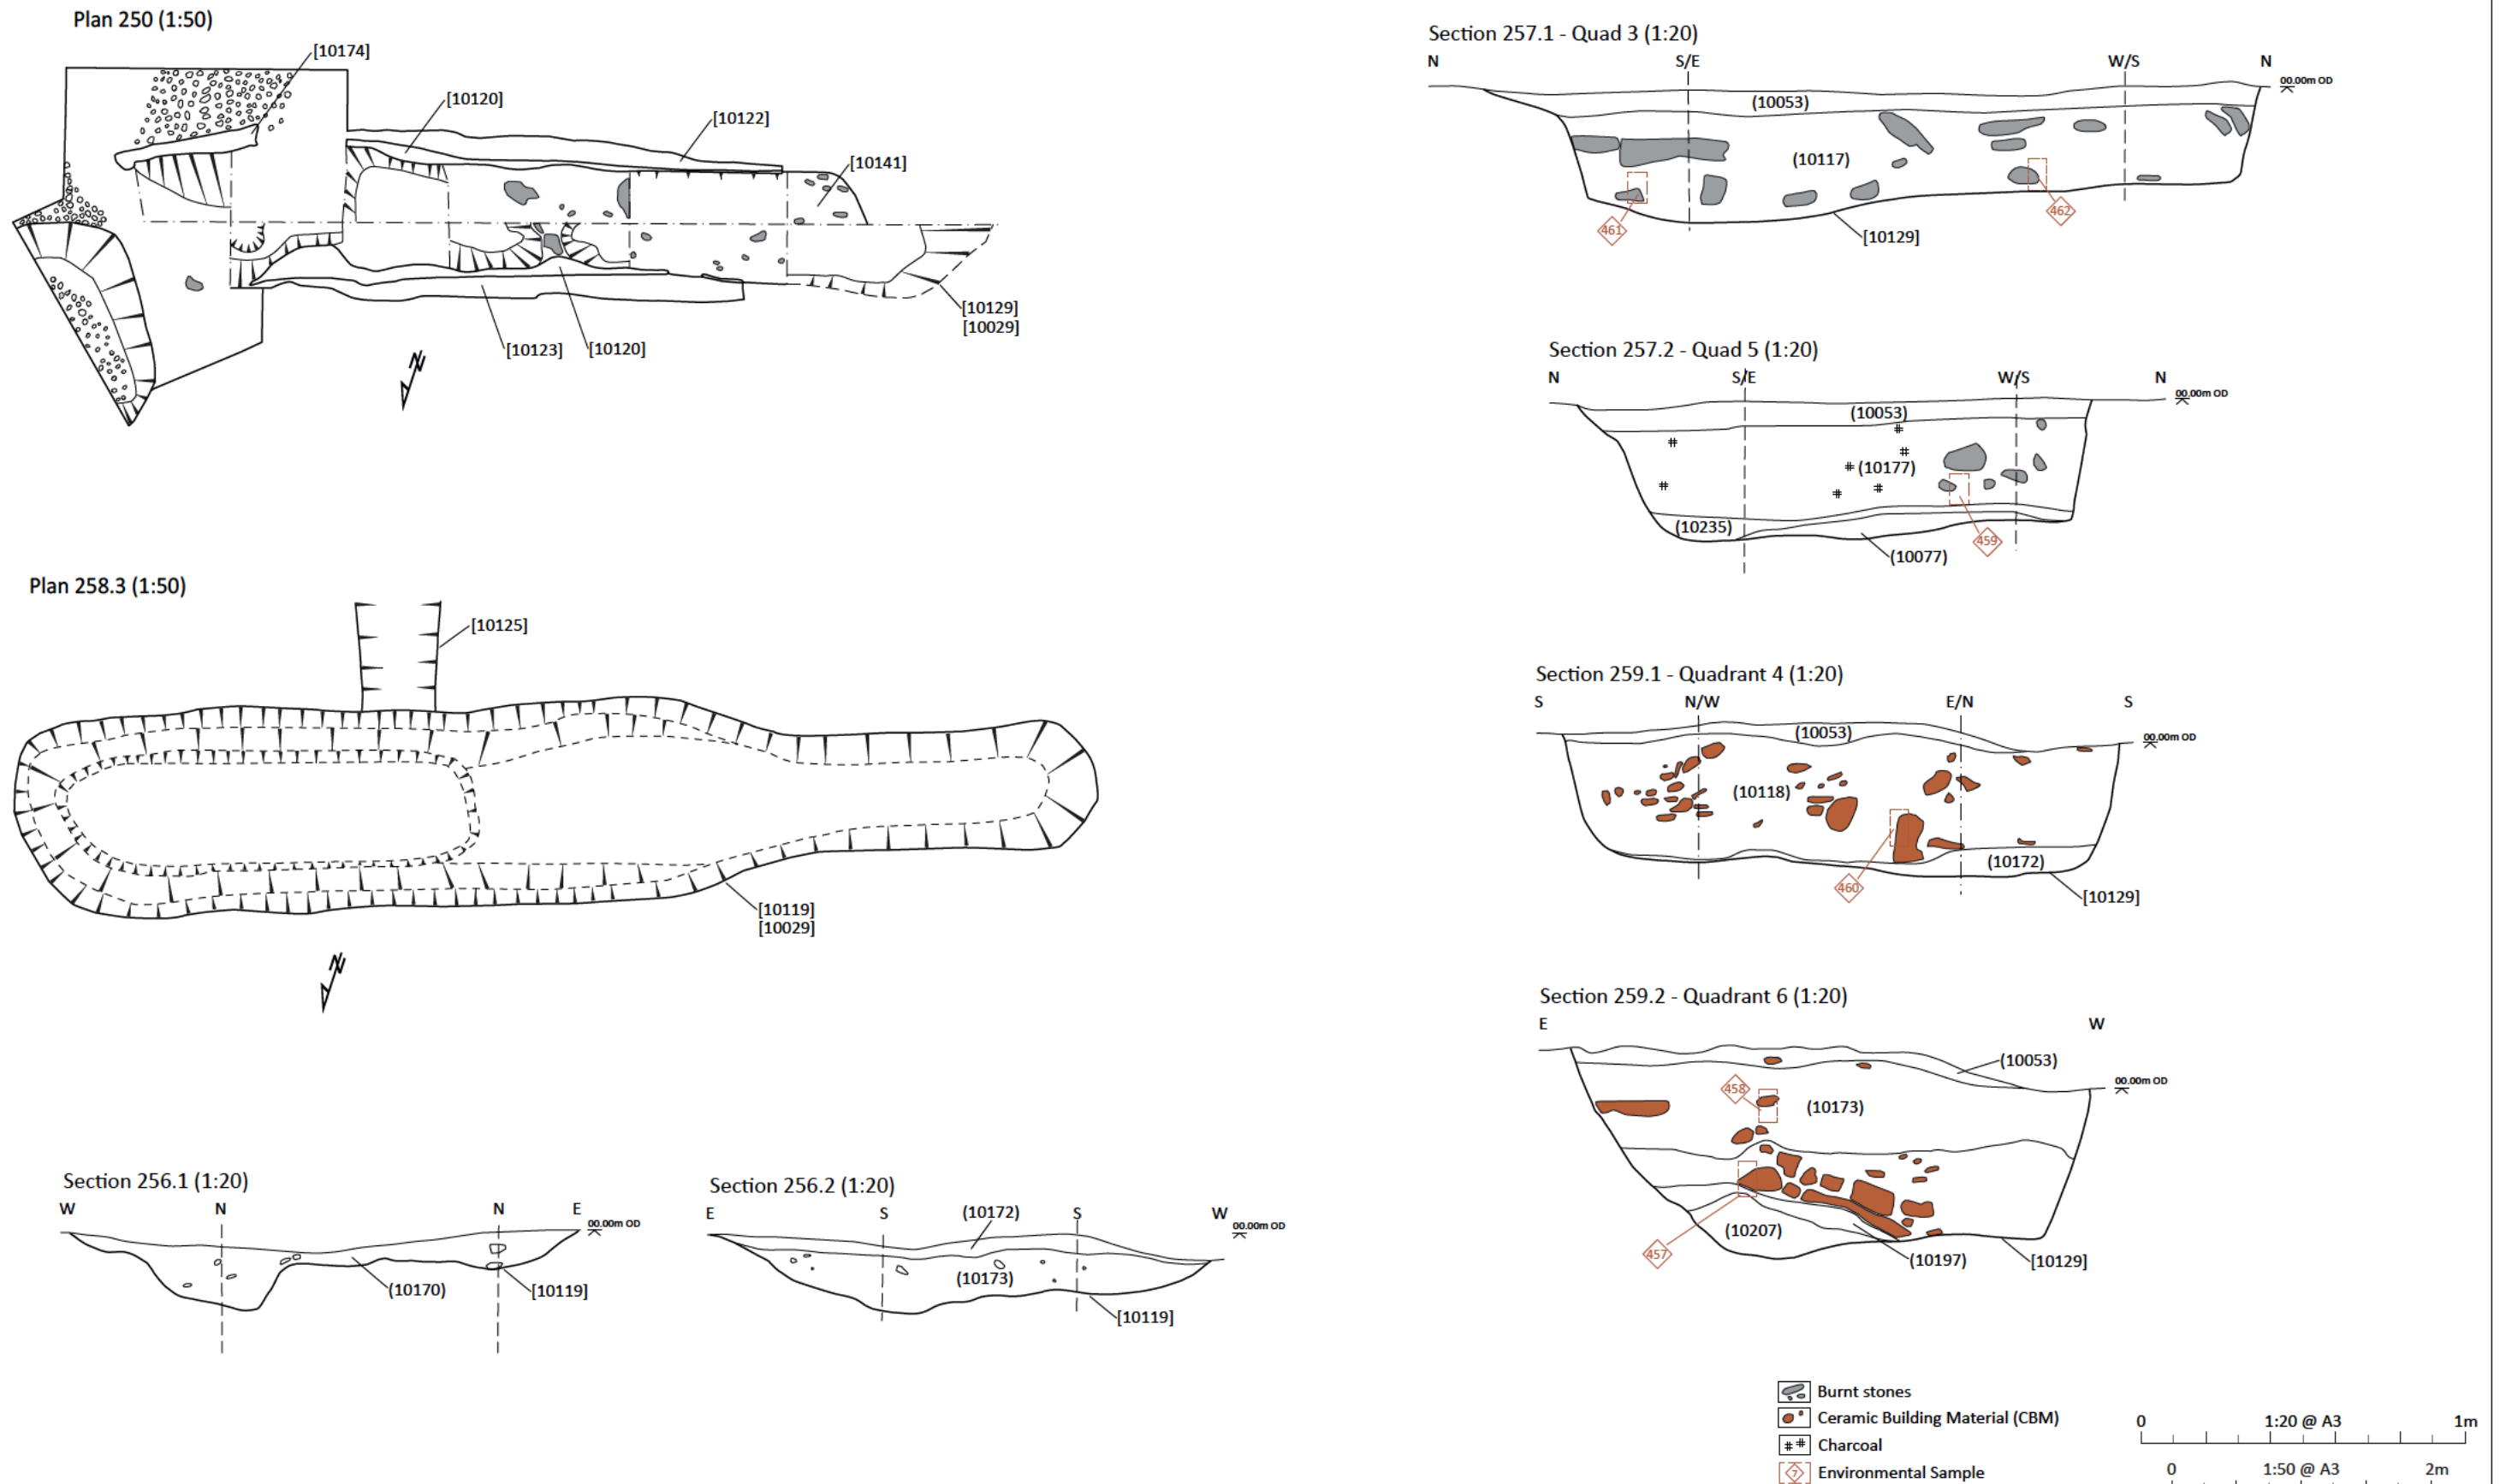 Plan 250 (1:50)
[10174]
[10120]
[10122]
[10141]
[10129]
[10029]
[10123]
[10120]
N
Plan 258.3 (1:50)
[10125]
[10119]
[10029]
N
Section 256.1 (1:20)
W
N
N
E
00.00m OD
(10170)
[10119]
Section 256.2 (1:20)
E
S
(10172)
S
W
00.00m OD
(10173)
[10119]
Section 257.1 - Quad 3 (1:20)
N
S/E
W/S
N
00.00m OD
(10053)
(10117)
461
462
[10129]
Section 257.2 - Quad 5 (1:20)
N
S/E
W/S
N
00.00m OD
(10053)
(10177)
(10235)
459
(10077)
Section 259.1 - Quadrant 4 (1:20)
S
N/W
E/N
S
(10053)
00.00m OD
(10118)
(10172)
460
[10129]
Section 259.2 - Quadrant 6 (1:20)
E
W
(10053)
00.00m OD
458
(10173)
(10207)
457
(10197)
[10129]
Burnt stones
Ceramic Building Material (CBM)
Charcoal
7 Environmental Sample
0 1:20 @ A3 1m
0 1:50 @ A3 2m